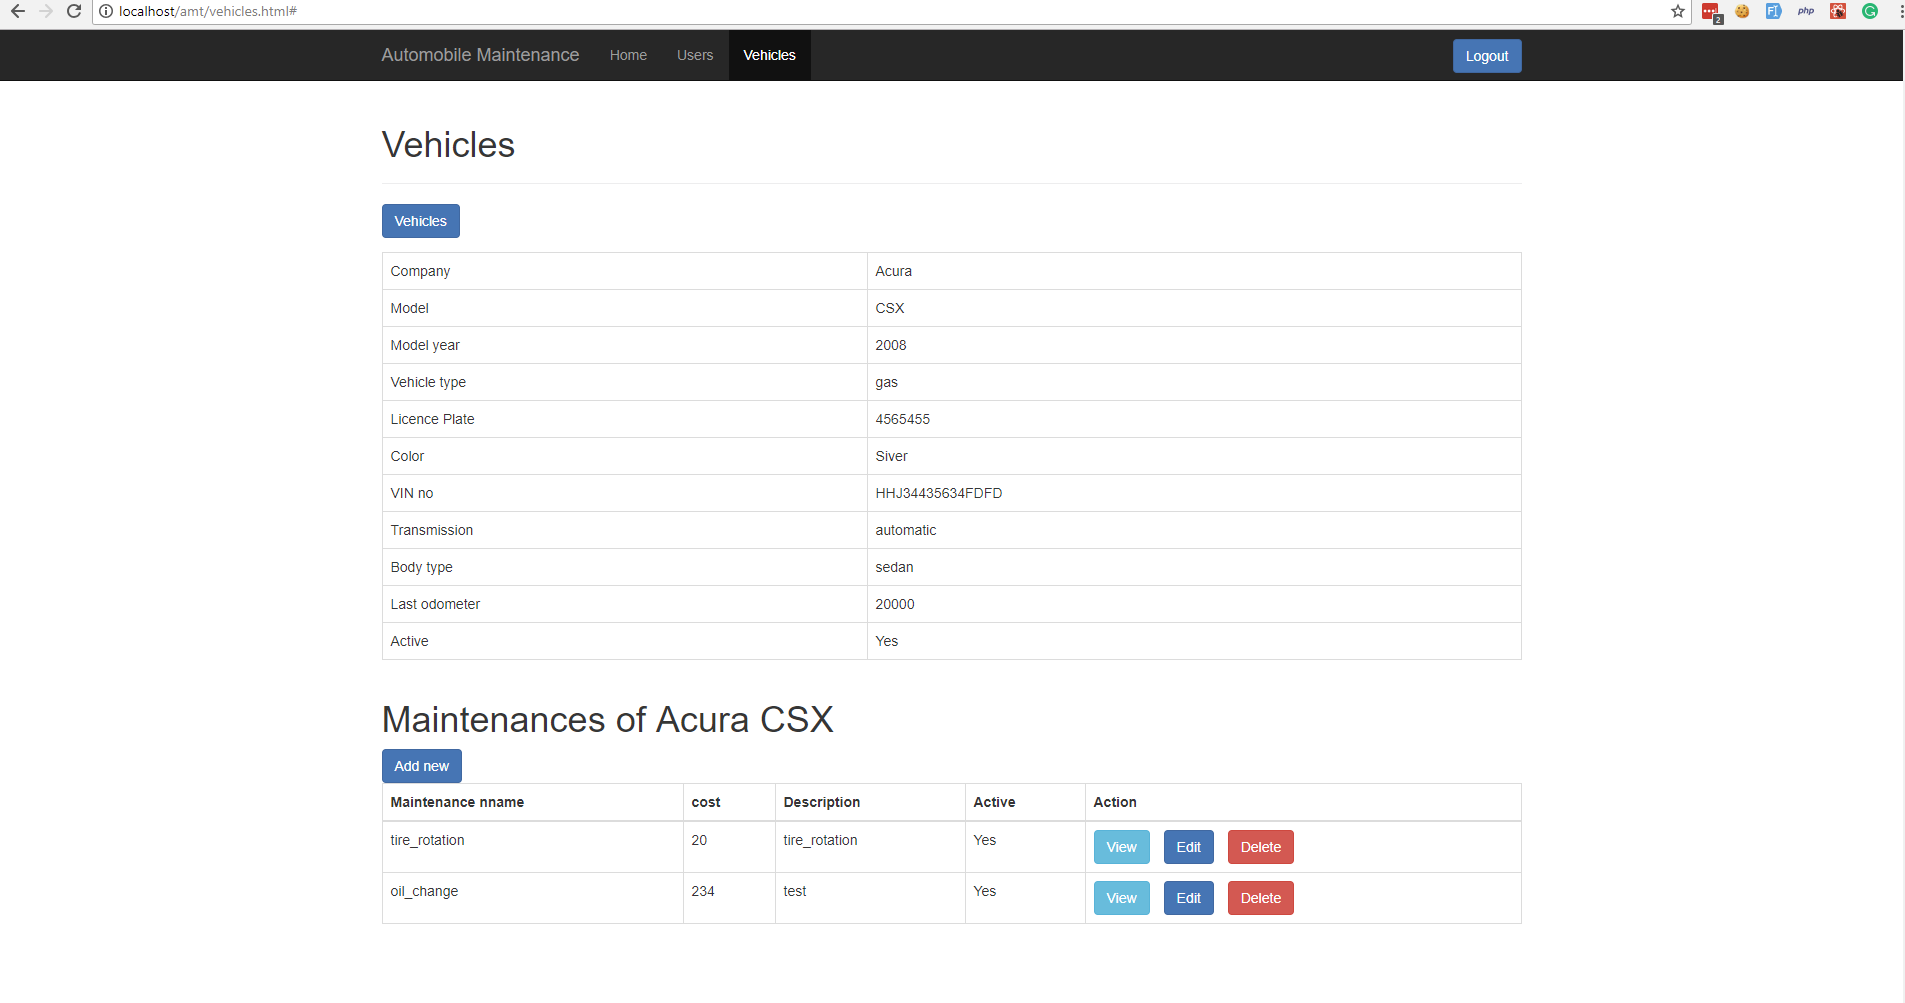 localhost/amt/vehicles.html#
2
php
Automobile Maintenance Home Users Vehicles Logout
Vehicles
Vehicles
Company Acura
Model CSX
Model year 2008
Vehicle type gas
Licence Plate 4565455
Color Siver
VIN no HHJ34435634FDFD
Transmission automatic
Body type sedan
Last odometer 20000
Active Yes
Maintenances of Acura CSX
Add new
Maintenance nname cost Description Active Action
tire_rotation 20 tire_rotation Yes View Edit Delete
oil_change 234 test Yes View Edit Delete